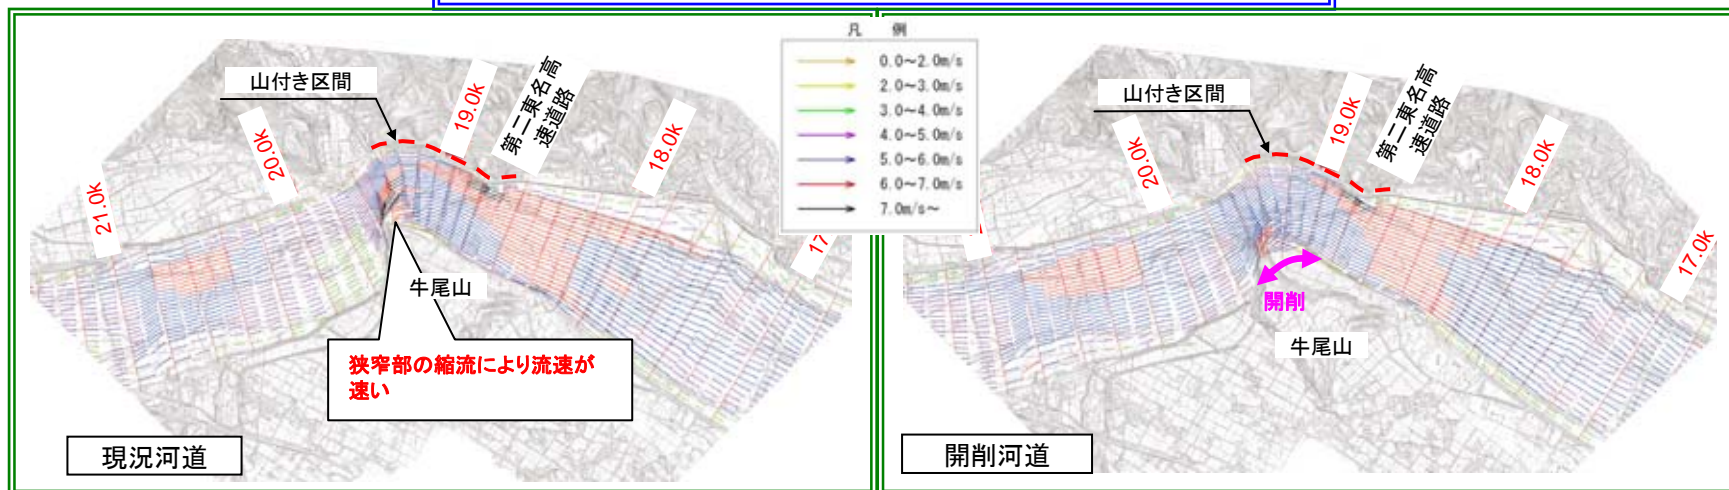 山付き区間
19.0k
第二東名高
速道路
20.0k
18.0k
21.0k
牛尾山
狭窄部の縮流により流速が
速い
現況河道
凡 例
0.0～2.0m/s
2.0～3.0m/s
3.0～4.0m/s
4.0～5.0m/s
5.0～6.0m/s
6.0～7.0m/s
7.0m/s～
山付き区間
19.0k
第二東名高
速道路
20.0k
18.0k
17.0k
開削
牛尾山
開削河道